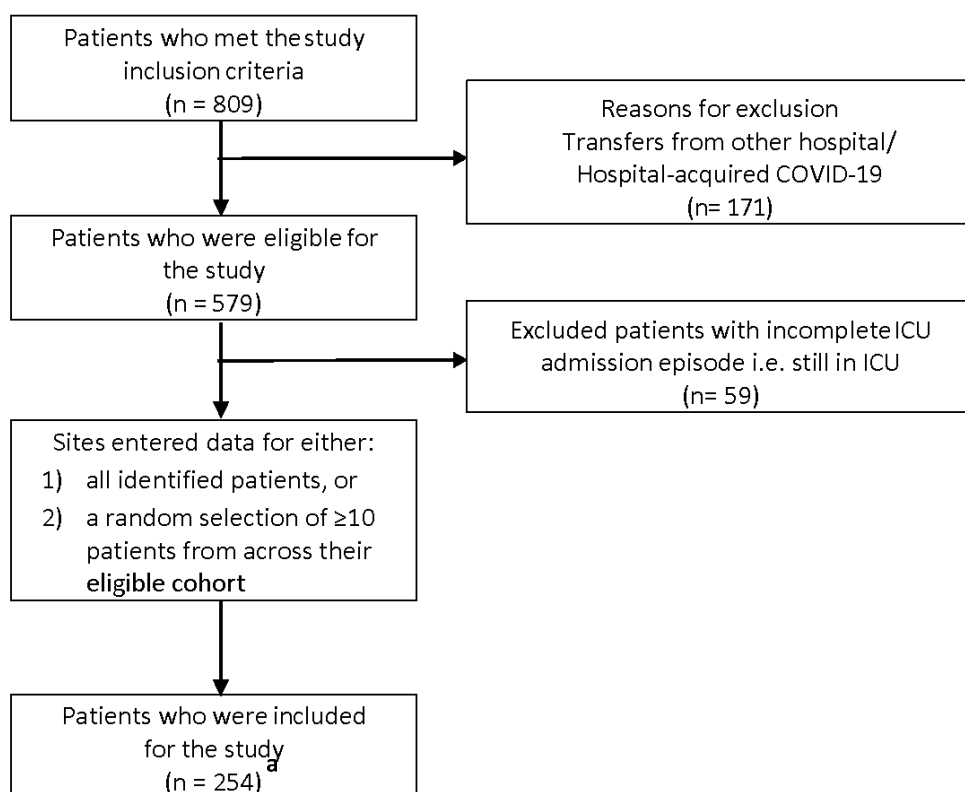 Patients who met the study
inclusion criteria
(n = 809)
Reasons for exclusion
Transfers from other hospital/
Hospital-acquired COVID-19
(n= 171)
Patients who were eligible for
the study
(n = 579)
Excluded patients with incomplete ICU
admission episode i.e. still in ICU
(n= 59)
Sites entered data for either:
1) all identified patients, or
2) a random selection of ≥10
patients from across their
eligible cohort
Patients who were included
for the study
(n = 254) a